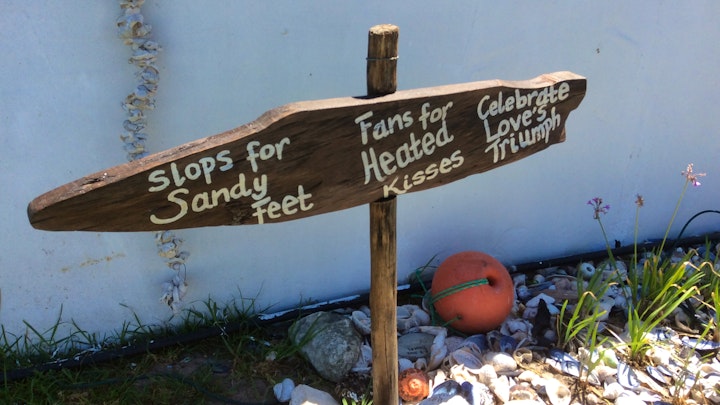 Slops for
Sandy
Feet
Fans for
Heated
Kisses
Celebrate
Love's
Triumph